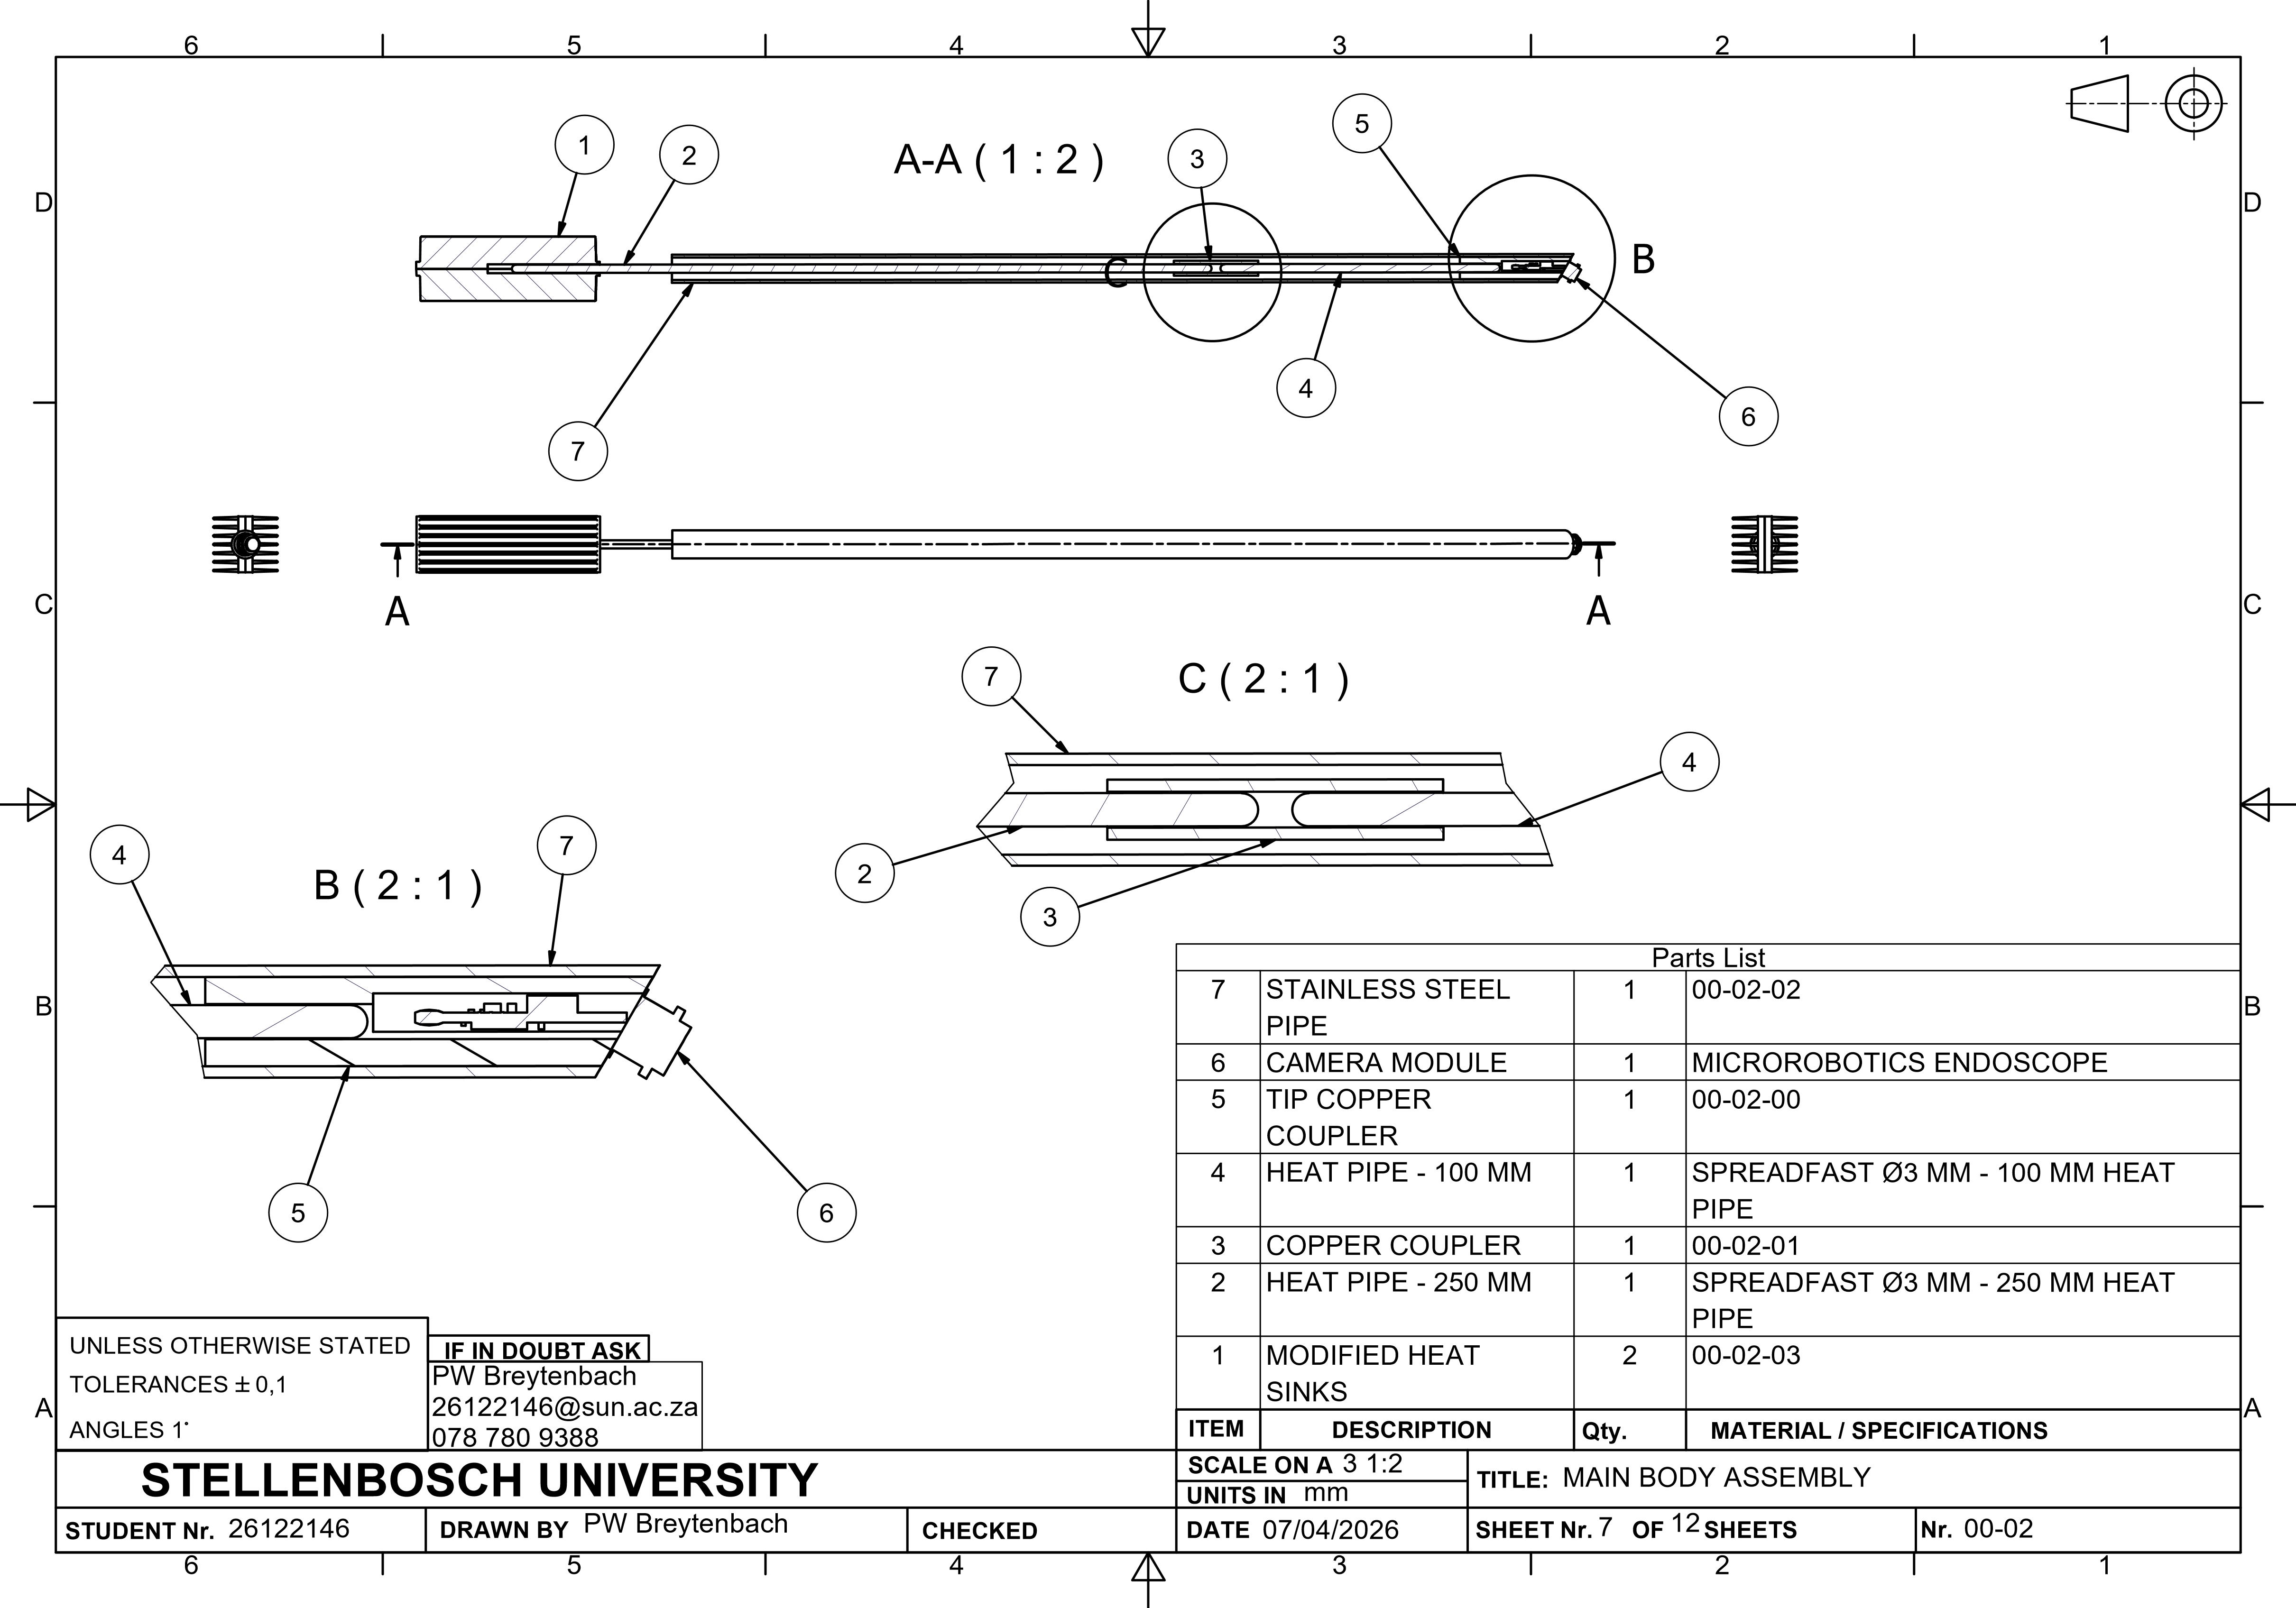 6 5 4 3 2 1
D D
1
2
A-A ( 1 : 2 )
3
5
C
B
4
6
7
A A
C C
7
C ( 2 : 1 )
4
2
3
4
7
B ( 2 : 1 )
5
6
B B
Parts List
7 STAINLESS STEEL PIPE 1 00-02-02
6 CAMERA MODULE 1 MICROROBOTICS ENDOSCOPE
5 TIP COPPER COUPLER 1 00-02-00
4 HEAT PIPE - 100 MM 1 SPREADFAST Ø3 MM - 100 MM HEAT PIPE
3 COPPER COUPLER 1 00-02-01
2 HEAT PIPE - 250 MM 1 SPREADFAST Ø3 MM - 250 MM HEAT PIPE
1 MODIFIED HEAT SINKS 2 00-02-03
ITEM DESCRIPTION Qty. MATERIAL / SPECIFICATIONS
A A
UNLESS OTHERWISE STATED
TOLERANCES ± 0,1
ANGLES 1°
IF IN DOUBT ASK
PW Breytenbach
26122146@sun.ac.za
078 780 9388
STELLENBOSCH UNIVERSITY
SCALE ON A 3 1:2
UNITS IN mm
TITLE: MAIN BODY ASSEMBLY
STUDENT Nr. 26122146
DRAWN BY PW Breytenbach
CHECKED
DATE 07/04/2026
SHEET Nr. 7 OF 12 SHEETS
Nr. 00-02
6 5 4 3 2 1